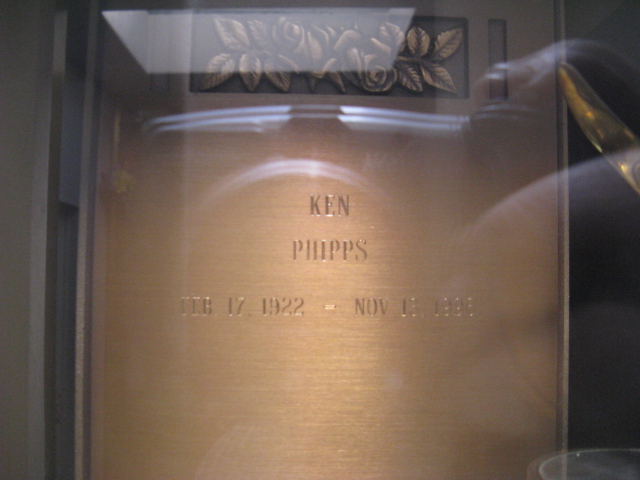 KEN
PHIPPS
FEB. 17, 1922 – NOV.